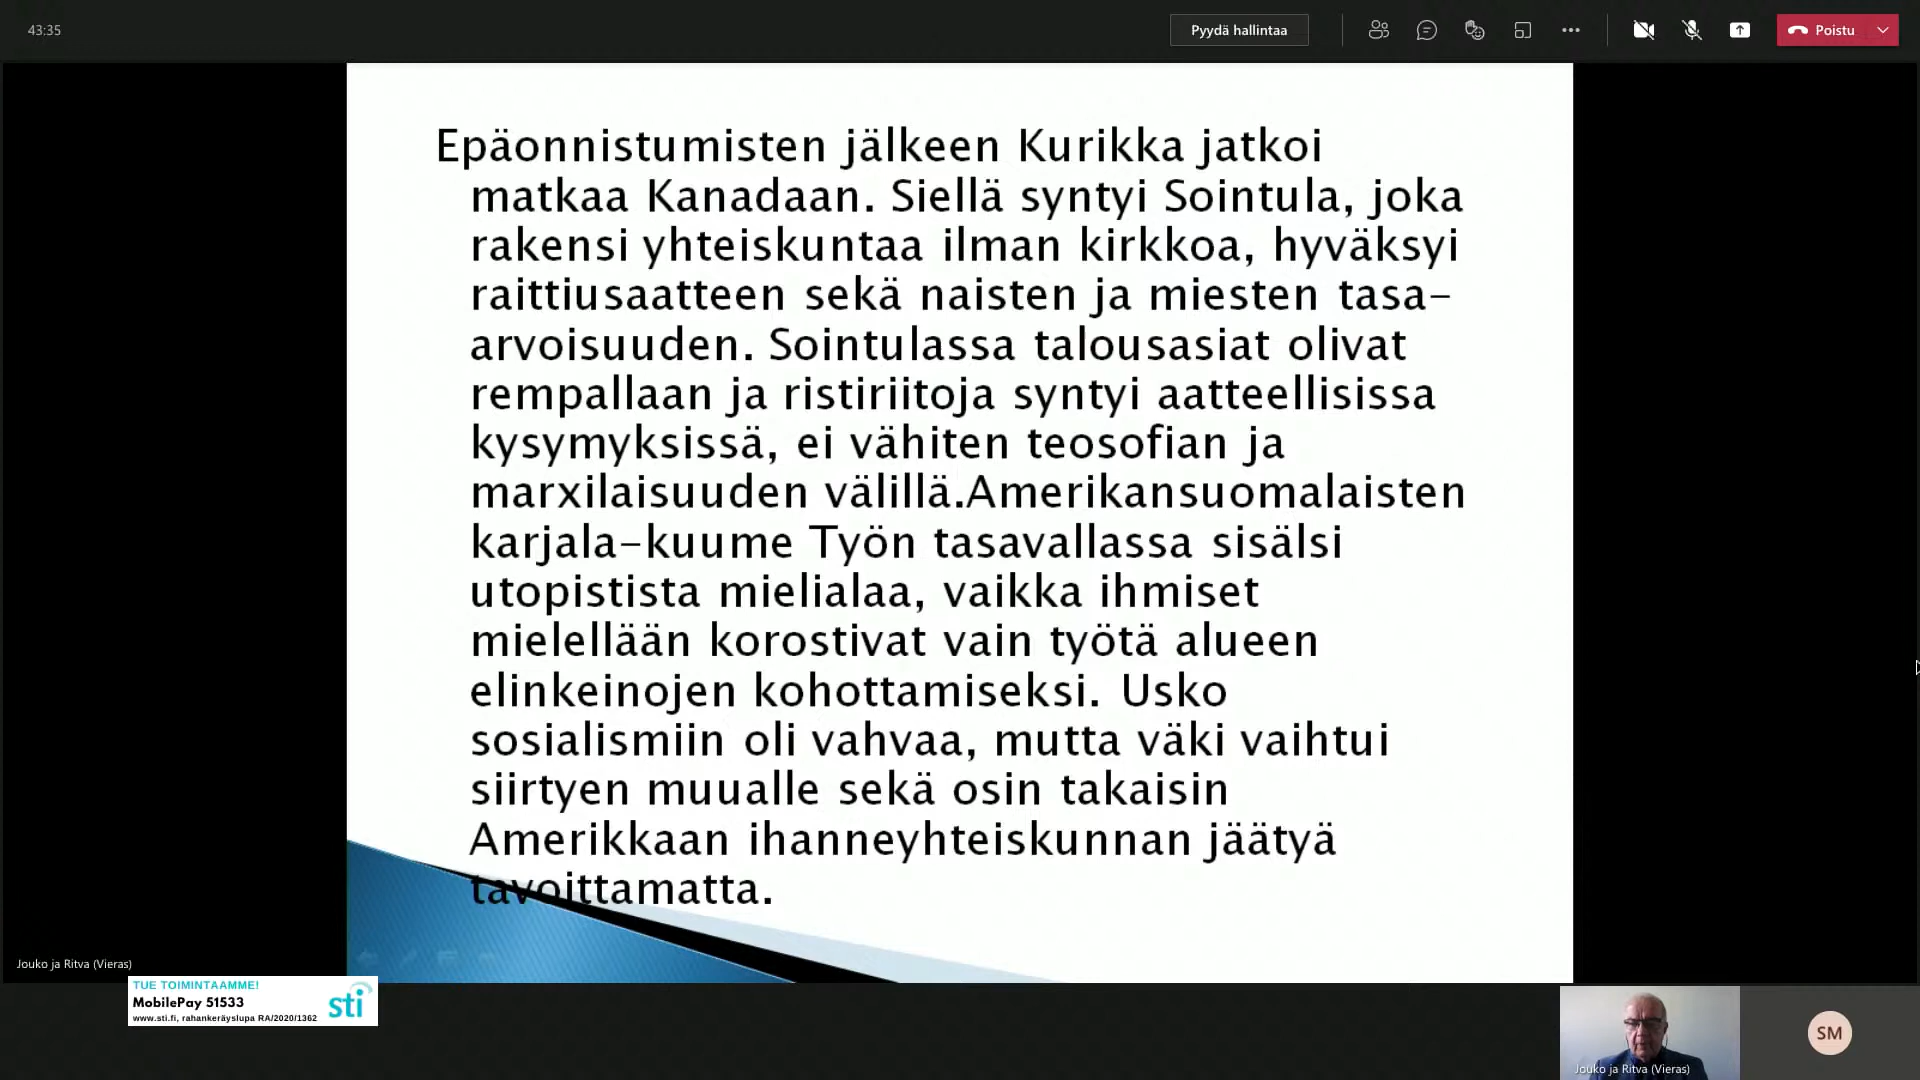 43:35
Pyydä hallintaa
Poistu
Epäonnistumisten jälkeen Kurikka jatkoi
matkaa Kanadaan. Siellä syntyi Sointula, joka
rakensi yhteiskuntaa ilman kirkkoa, hyväksyi
raittiusaatteen sekä naisten ja miesten tasa-
arvoisuuden. Sointulassa talousasiat olivat
rempallaan ja ristiriitoja syntyi aatteellisissa
kysymyksissä, ei vähiten teosofian ja
marxilaisuuden välillä.Amerikansuomalaisten
karjala-kuume Työn tasavallassa sisälsi
utopistista mielialaa, vaikka ihmiset
mielellään korostivat vain työtä alueen
elinkeinojen kohottamiseksi. Usko
sosialismiin oli vahvaa, mutta väki vaihtui
siirtyen muualle sekä osin takaisin
Amerikkaan ihanneyhteiskunnan jäätyä
tavoittamatta.
Jouko ja Ritva (Vieras)
TUE TOIMINTAAMME!
MobilePay 51533
www.sti.fi, rahankeräyslupa RA/2020/1362
sti
SM
Jouko ja Ritva (Vieras)